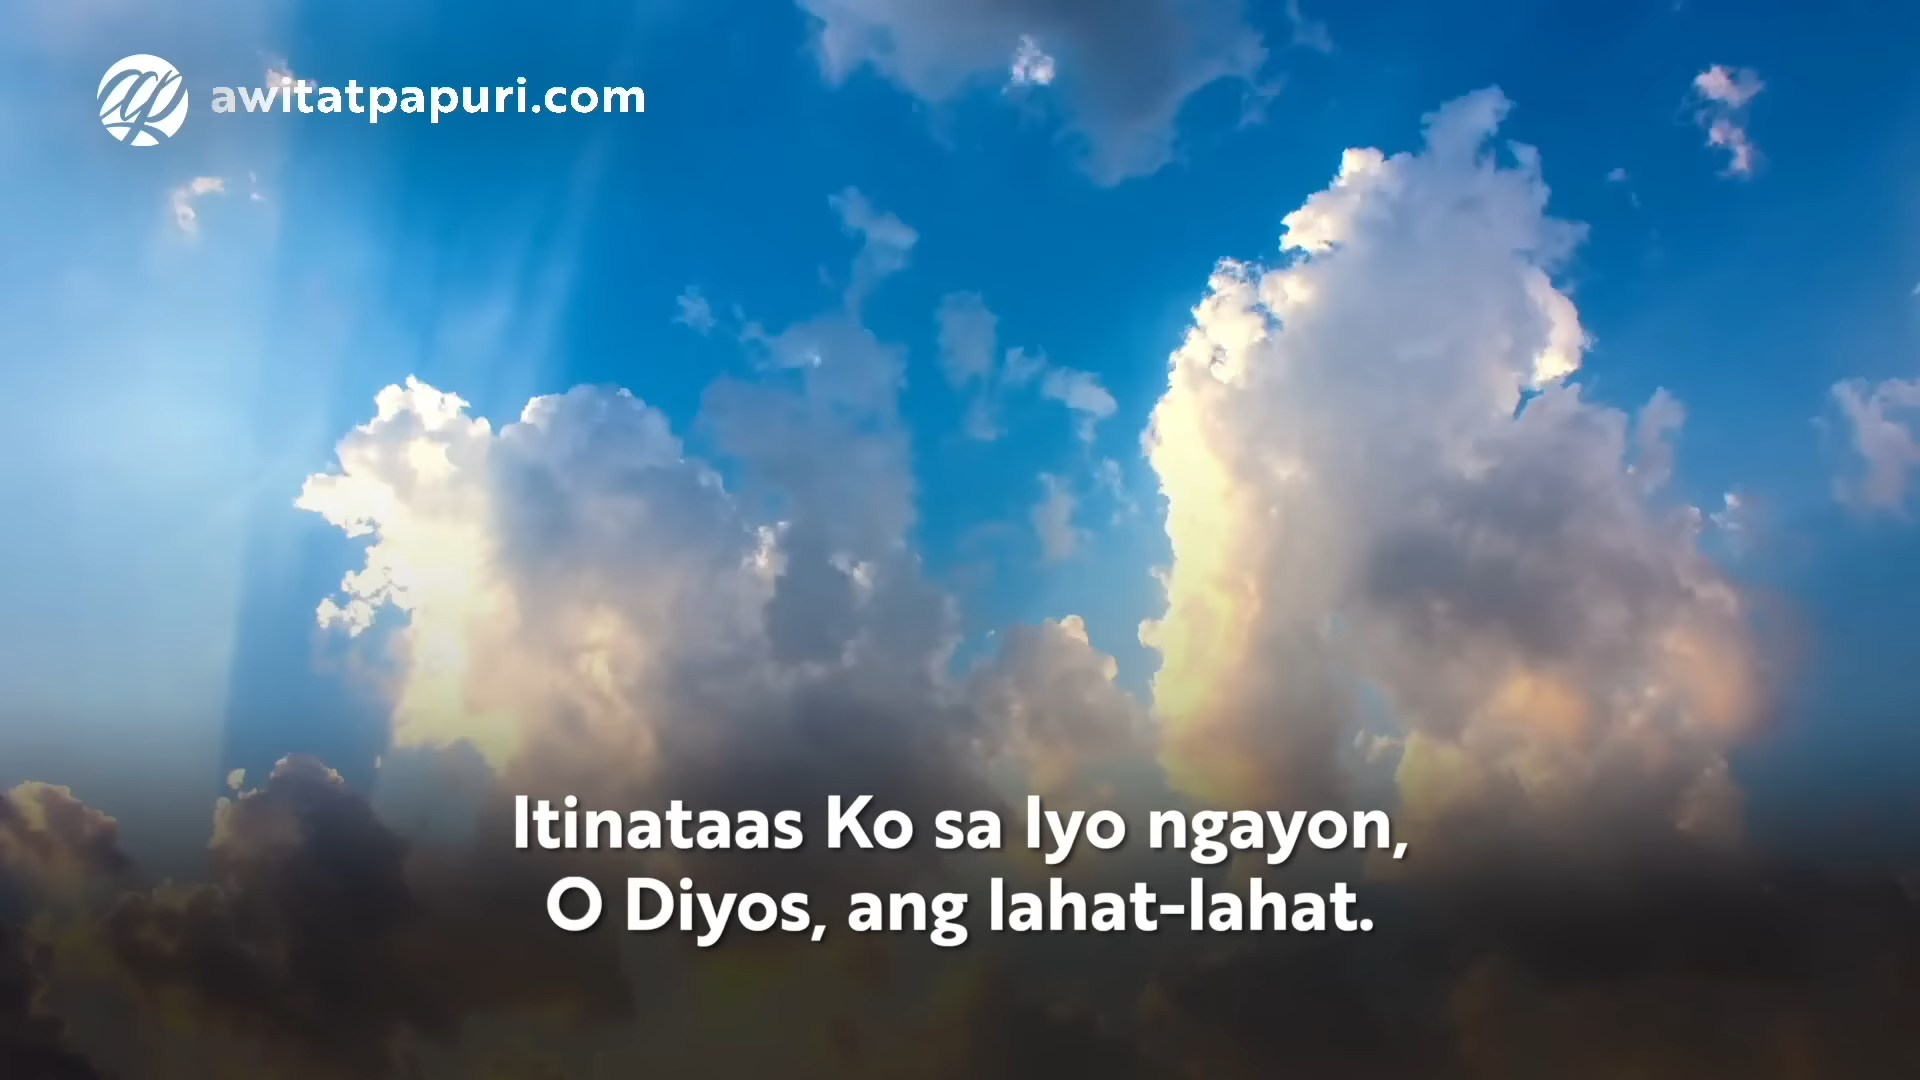 awitatpapuri.com
Itinataas Ko sa Iyo ngayon,
O Diyos, ang lahat-lahat.